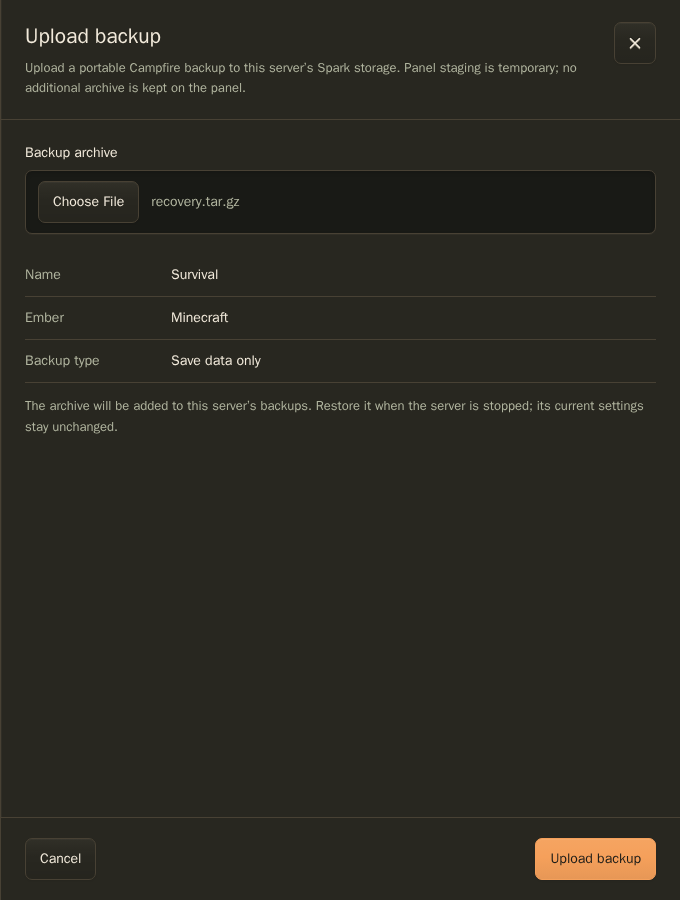 Upload backup
Upload a portable Campfire backup to this server's Spark storage. Panel staging is temporary; no
additional archive is kept on the panel.
Backup archive
Choose File recovery.tar.gz
Name Survival
Ember Minecraft
Backup type Save data only
The archive will be added to this server's backups. Restore it when the server is stopped; its current settings
stay unchanged.
Cancel Upload backup